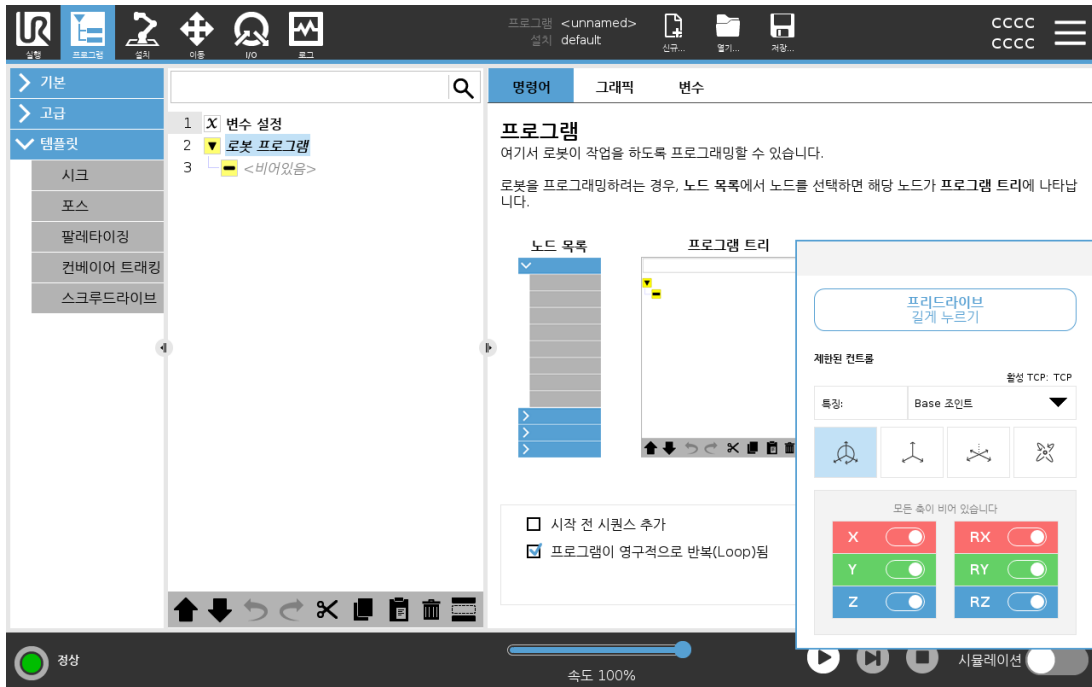 UR
실행
프로그램
설치
이동
I/O
로그
프로그램 <unnamed>
설치 default
신규...
열기...
저장...
CCCC
CCCC
기본
고급
템플릿
시크
포스
팔레타이징
컨베이어 트래킹
스크루드라이브
1 X 변수 설정
2 로봇 프로그램
3 <비어있음>
명령어 그래픽 변수
프로그램
여기서 로봇이 작업을 하도록 프로그래밍할 수 있습니다.
로봇을 프로그래밍하려는 경우, 노드 목록에서 노드를 선택하면 해당 노드가 프로그램 트리에 나타납
니다.
노드 목록
프로그램 트리
시작 전 시퀀스 추가
프로그램이 영구적으로 반복(Loop)됨
프리드라이브
길게 누르기
제한된 컨트롤
활성 TCP: TCP
특징: Base 조인트
모든 축이 비어 있습니다
X RX
Y RY
Z RZ
정상
속도 100%
시뮬레이션